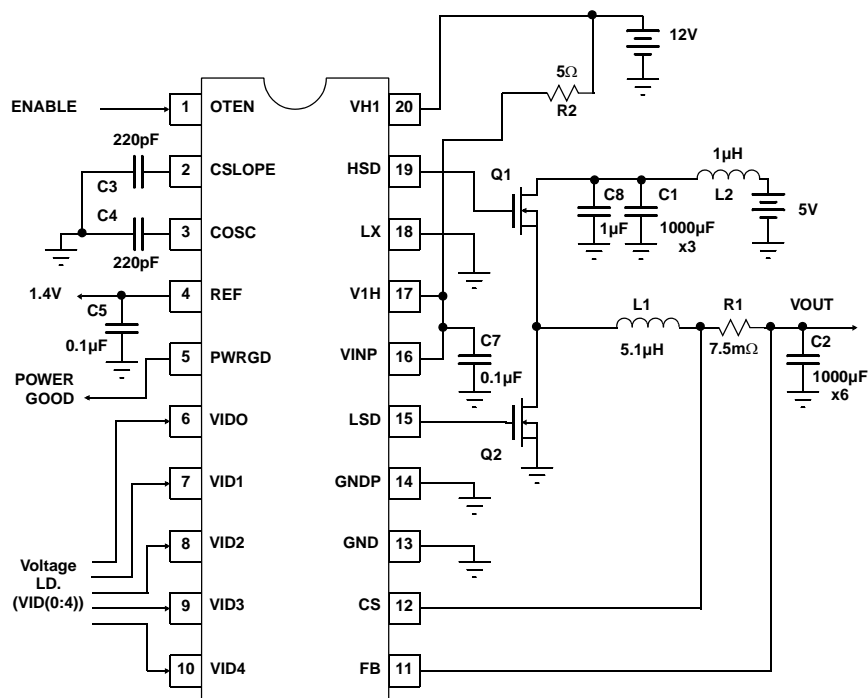 12V
5Ω
R2
ENABLE
1 OTEN
VH1 20
220pF
C3
2 CSLOPE
HSD 19
Q1
1µH
L2
5V
C8
1µF
C1
1000µF
x3
C4
220pF
3 COSC
LX 18
1.4V
C5
0.1µF
4 REF
V1H 17
L1
5.1µH
R1
7.5mΩ
VOUT
C2
1000µF
x6
POWER
GOOD
5 PWRGD
VINP 16
C7
0.1µF
6 VIDO
LSD 15
Q2
7 VID1
GNDP 14
8 VID2
GND 13
Voltage
I.D.
(VID(0:4))
9 VID3
CS 12
10 VID4
FB 11